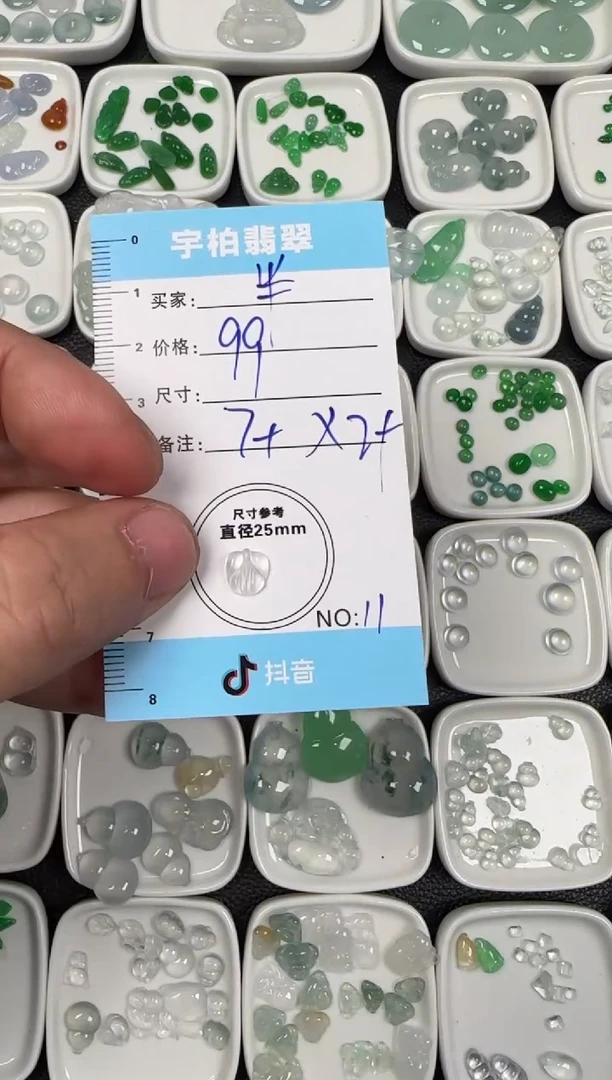 宇柏翡翠
0
1 买家:
2 价格: 99
3 尺寸:
备注: 7+ X2+
尺寸参考
直径25mm
NO: 11
7
8
抖音